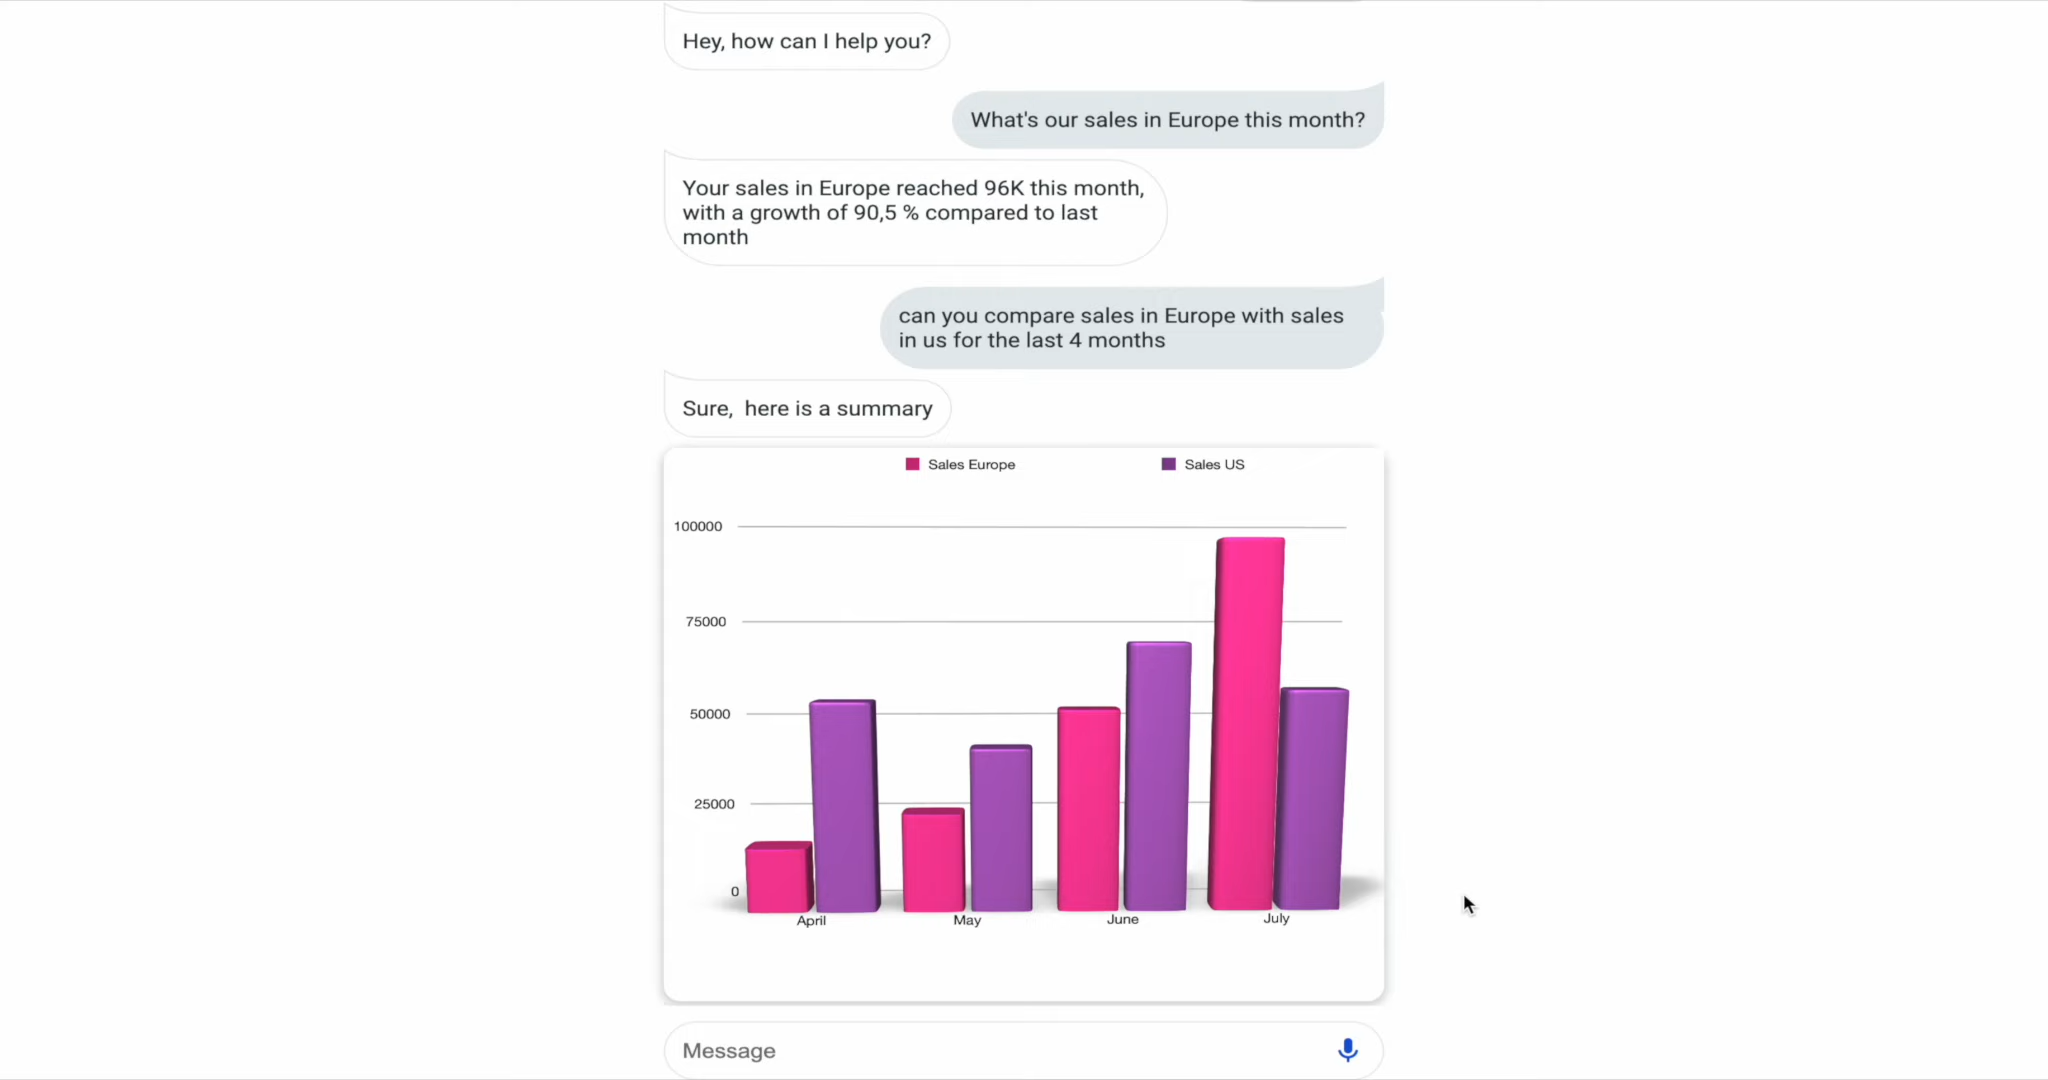 Hey, how can I help you?
What's our sales in Europe this month?
Your sales in Europe reached 96K this month,
with a growth of 90,5 % compared to last
month
can you compare sales in Europe with sales
in us for the last 4 months
Sure,  here is a summary
Sales Europe
Sales US
100000
75000
50000
25000
0
April
May
June
July
Message